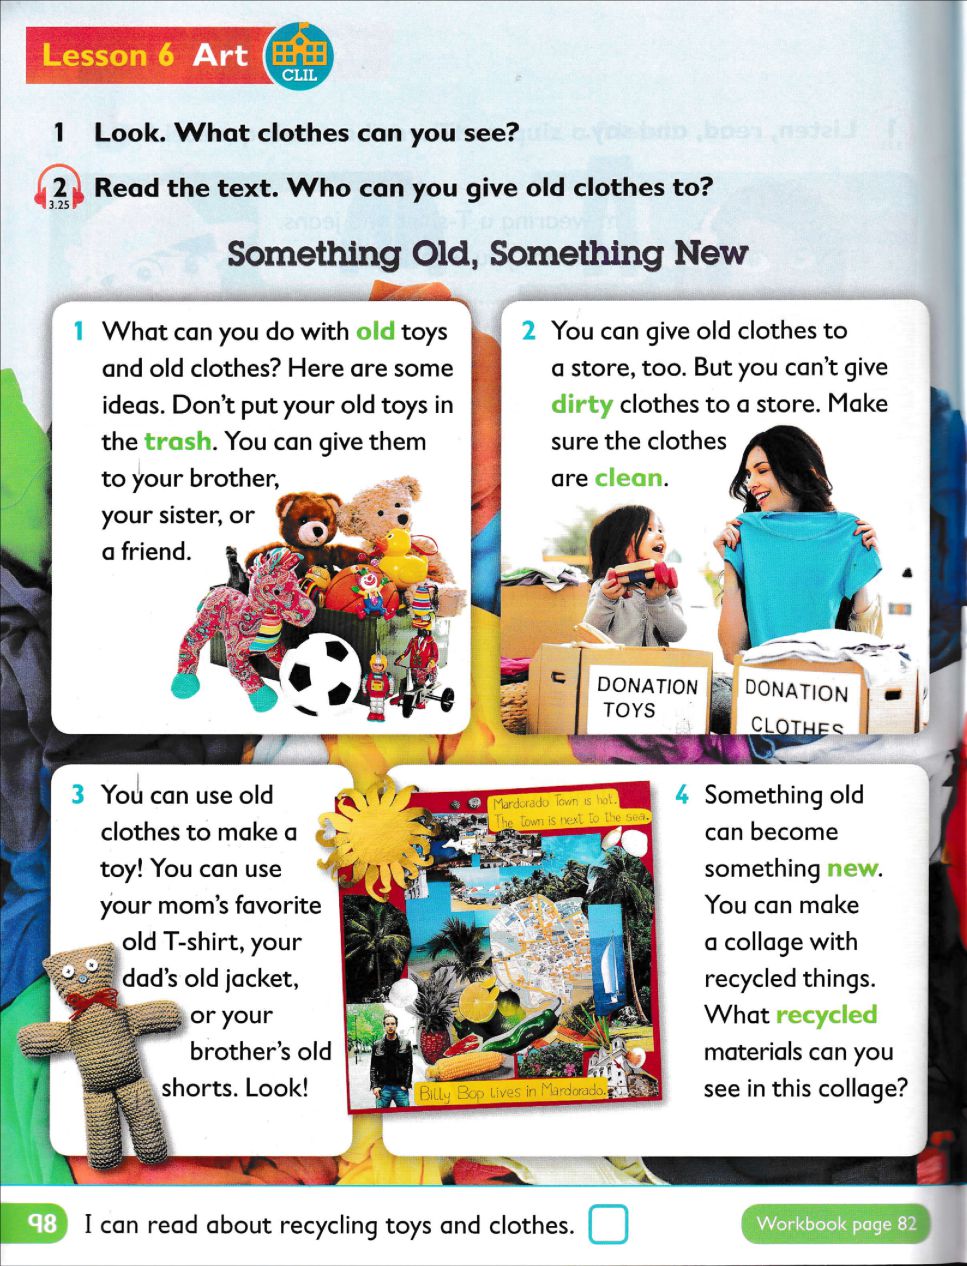 Lesson 6 Art
CLIL
1 Look. What clothes can you see?
2 Read the text. Who can you give old clothes to?
3.25
Something Old, Something New
1 What can you do with old toys
and old clothes? Here are some
ideas. Don't put your old toys in
the trash. You can give them
to your brother,
your sister, or
a friend.
2 You can give old clothes to
a store, too. But you can't give
dirty clothes to a store. Make
sure the clothes
are clean.
DONATION
TOYS
DONATION
CLOTHES
3 You can use old
clothes to make a
toy! You can use
your mom's favorite
old T-shirt, your
dad's old jacket,
or your
brother's old
shorts. Look!
Mardorado Town is hot.
The town is next to the sea.
Billy Bop lives in Mardorado.
4 Something old
can become
something new.
You can make
a collage with
recycled things.
What recycled
materials can you
see in this collage?
98 I can read about recycling toys and clothes.
Workbook page 82